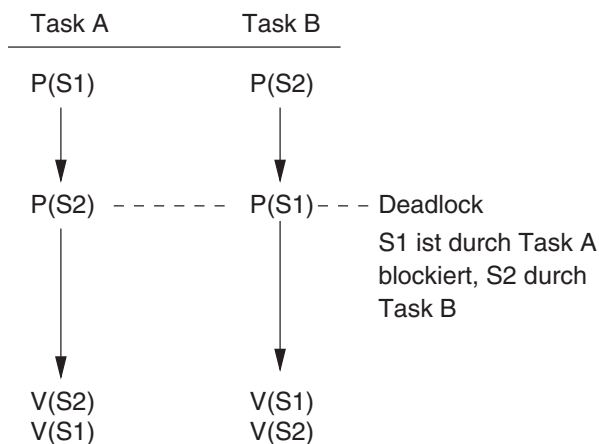 Task A Task B
P(S1) P(S2)
P(S2) P(S1) Deadlock
S1 ist durch Task A
blockiert, S2 durch
Task B
V(S2) V(S1)
V(S1) V(S2)